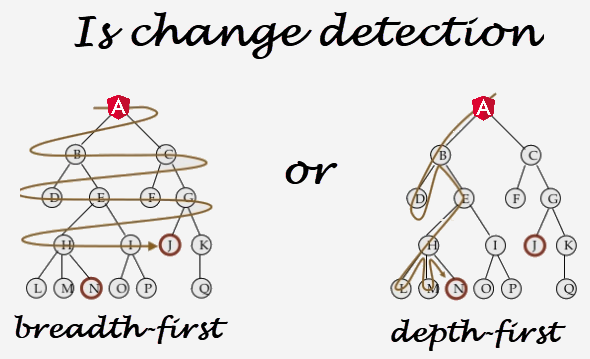 Is change detection
A
B C
D E F G
H I J K
L M N O P Q
breadth-first
or
A
B C
D E F G
H I J K
L M N O P Q
depth-first